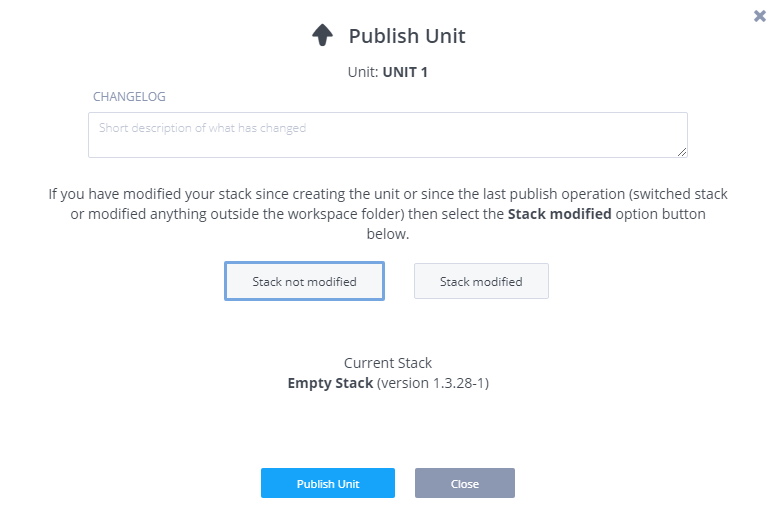 Publish Unit
Unit: UNIT 1
CHANGELOG
Short description of what has changed
If you have modified your stack since creating the unit or since the last publish operation (switched stack
or modified anything outside the workspace folder) then select the Stack modified option button
below.
Stack not modified
Stack modified
Current Stack
Empty Stack (version 1.3.28-1)
Publish Unit
Close